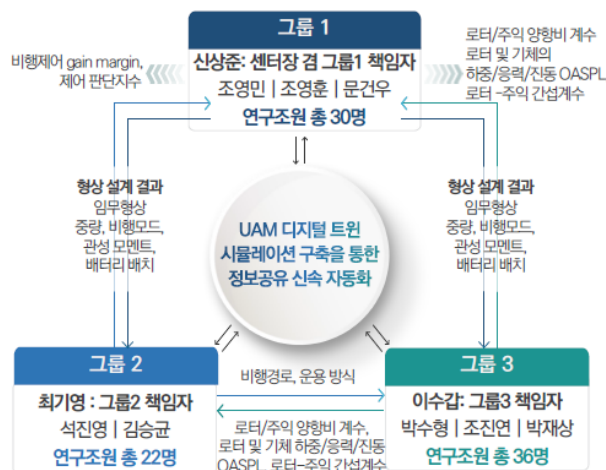 그룹 1
신상준: 센터장 겸 그룹1 책임자
조영민 | 조영훈 | 문건우
연구조원 총 30명
비행제어 gain margin,
제어 판단지수
로터/주익 양항비 계수
로터 및 기체의
하중/응력/진동 OASPL
로터 -주익 간섭계수
형상 설계 결과
임무형상
중량, 비행모드,
관성 모멘트,
배터리 배치
UAM 디지털 트윈
시뮬레이션 구축을 통한
정보공유 신속 자동화
형상 설계 결과
임무형상
중량, 비행모드,
관성 모멘트,
배터리 배치
그룹 2
최기영 : 그룹2 책임자
석진영 | 김승균
연구조원 총 22명
비행경로, 운용 방식
로터/주익 양항비 계수,
로터 및 기체 하중/응력/진동
OASPL, 로터-주익 간섭계수
그룹 3
이수갑: 그룹3 책임자
박수형 | 조진연 | 박재상
연구조원 총 36명